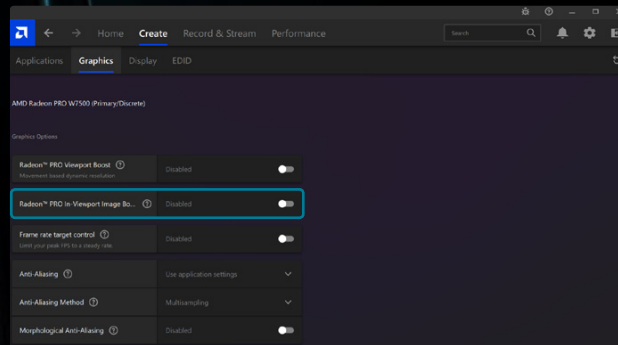 Home Create Record & Stream Performance Search
Applications Graphics Display EDID
AMD Radeon PRO W7500 (Primary/Discrete)
Graphics Options
Radeon™ PRO Viewport Boost
Disabled
Movement based dynamic resolution
Radeon™ PRO In-Viewport Image Bo...
Disabled
Frame rate target control
Disabled
Limit your peak FPS to a steady rate.
Anti-Aliasing
Use application settings
Anti-Aliasing Method
Multisampling
Morphological Anti-Aliasing
Disabled